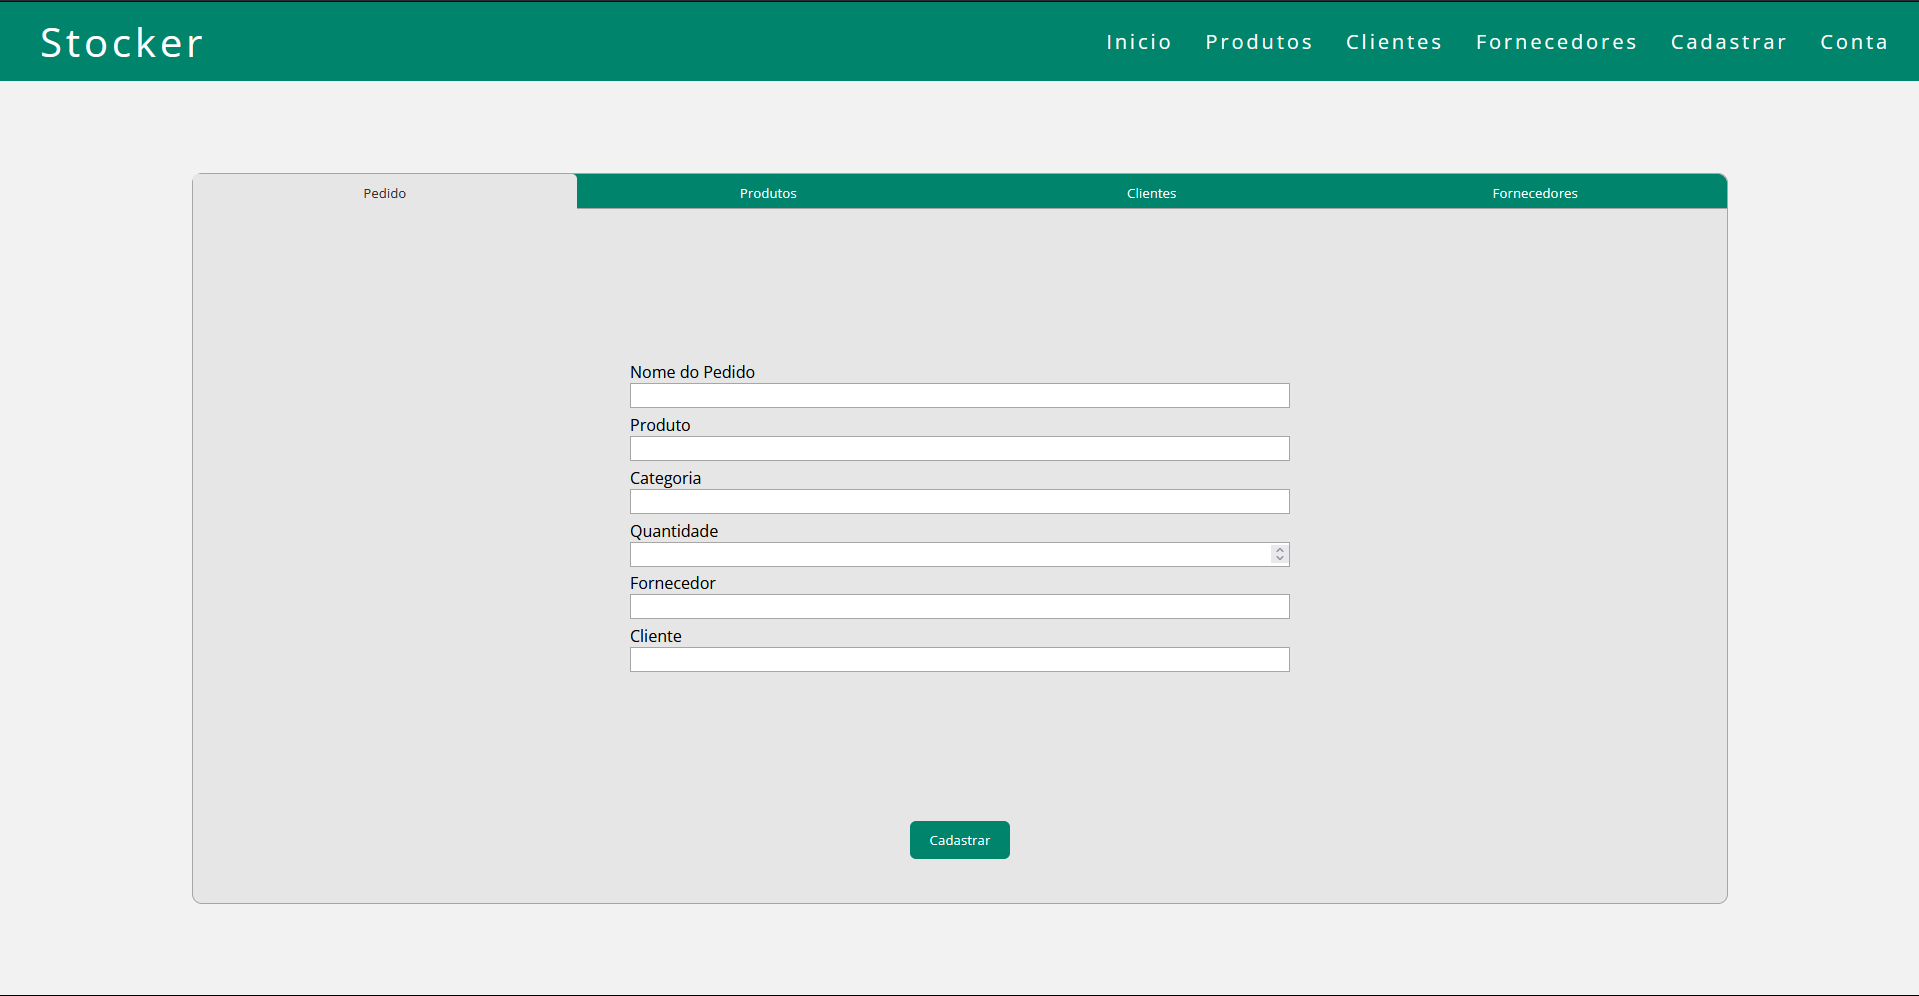 Stocker
Inicio Produtos Clientes Fornecedores Cadastrar Conta
Pedido Produtos Clientes Fornecedores
Nome do Pedido
Produto
Categoria
Quantidade
Fornecedor
Cliente
Cadastrar